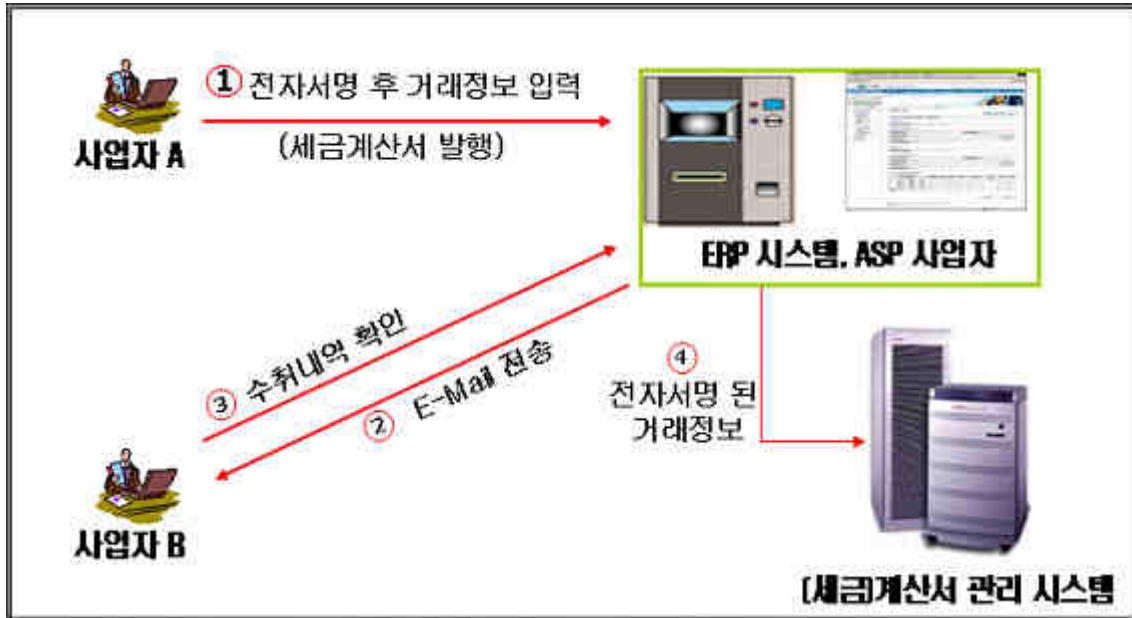 ① 전자서명 후 거래정보 입력
(세금계산서 발행)
사업자 A
ERP 시스템, ASP 사업자
③ 수취내역 확인
② E-Mail 전송
④
전자서명 된
거래정보
사업자 B
(세금)계산서 관리 시스템